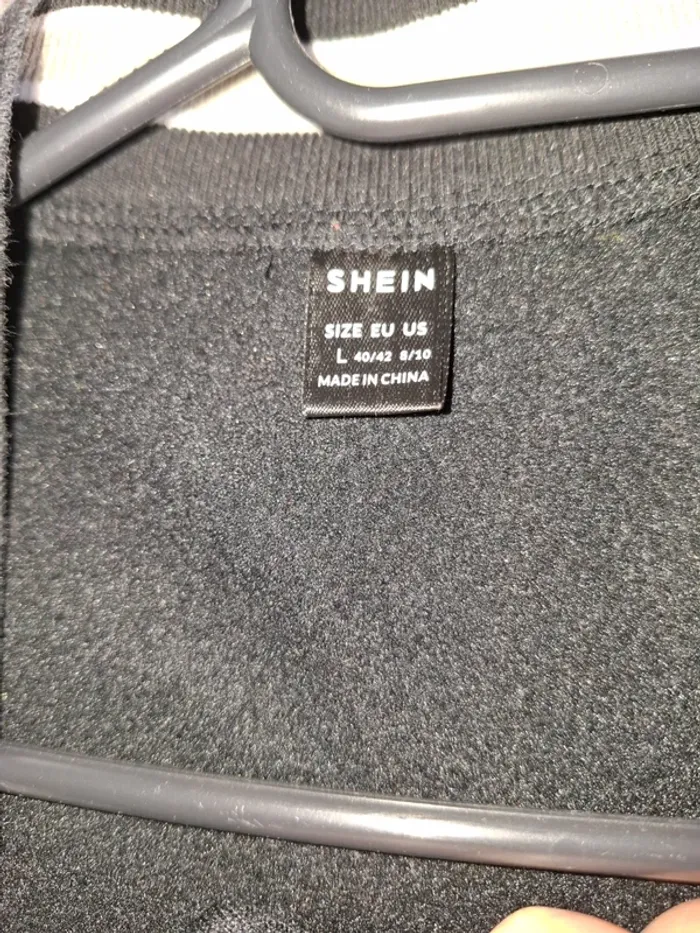 SHEIN
SIZE EU US
L 40/42 8/10
MADE IN CHINA